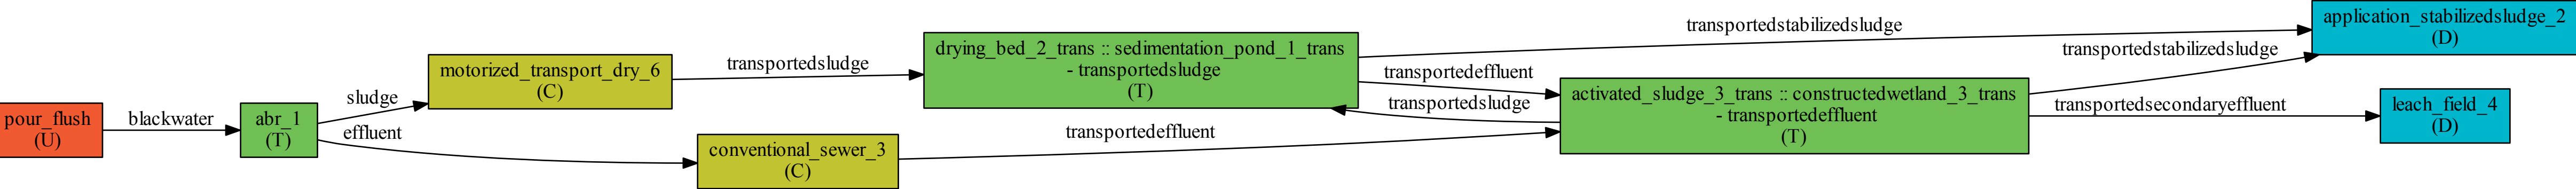 pour_flush
(U)
blackwater
abr_1
(T)
sludge
effluent
motorized_transport_dry_6
(C)
conventional_sewer_3
(C)
transportedsludge
transportedeffluent
drying_bed_2_trans :: sedimentation_pond_1_trans
- transportedsludge
(T)
transportedstabilizedsludge
transportedeffluent
transportedsludge
activated_sludge_3_trans :: constructedwetland_3_trans
- transportedeffluent
(T)
transportedstabilizedsludge
transportedsecondaryeffluent
application_stabilizedsludge_2
(D)
leach_field_4
(D)